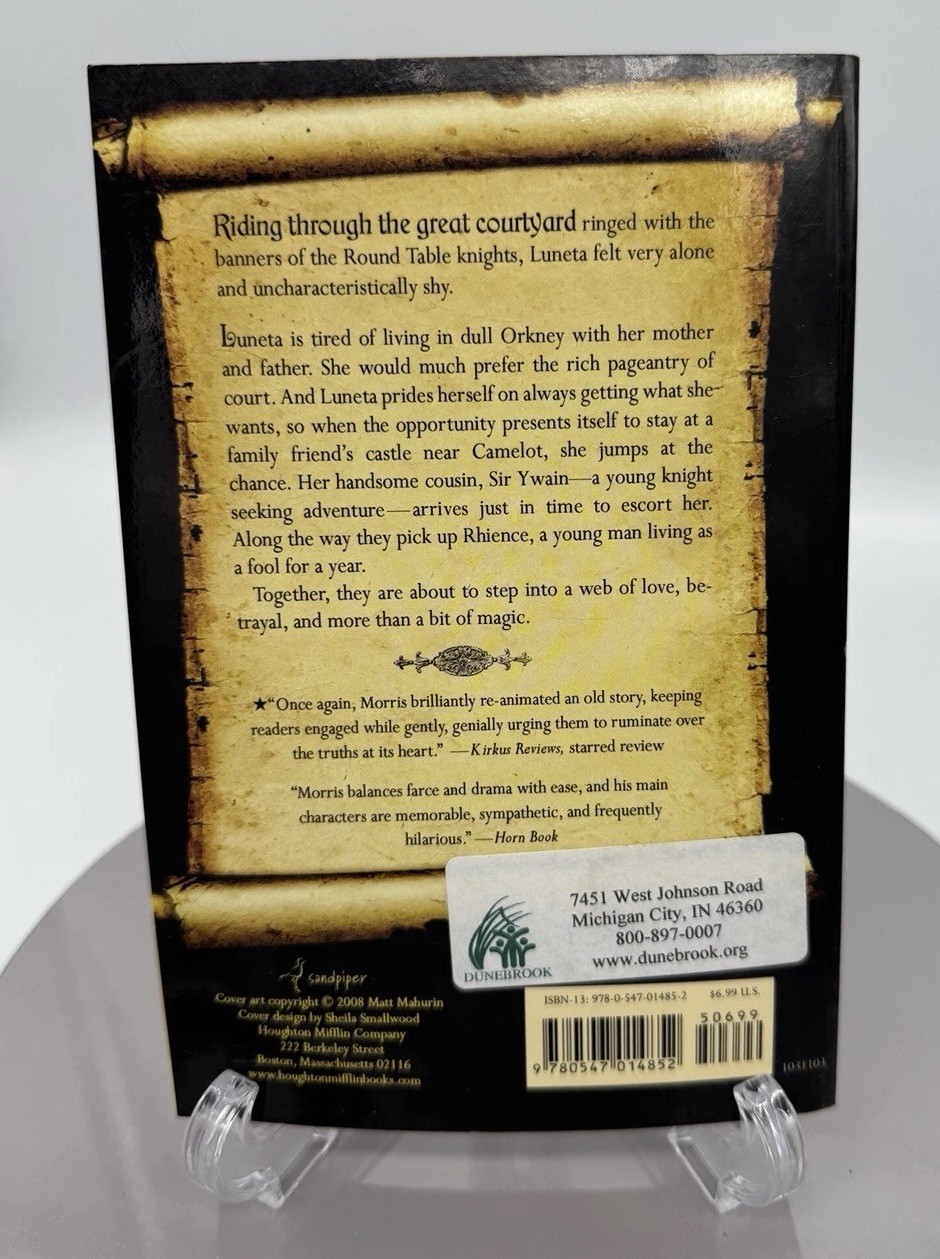 Riding through the great courtyard ringed with the
banners of the Round Table knights, Luneta felt very alone
and uncharacteristically shy.
Luneta is tired of living in dull Orkney with her mother
and father. She would much prefer the rich pageantry of
court. And Luneta prides herself on always getting what she
wants, so when the opportunity presents itself to stay at a
family friend's castle near Camelot, she jumps at the
chance. Her handsome cousin, Sir Ywain—a young knight
seeking adventure—arrives just in time to escort her.
Along the way they pick up Rhience, a young man living as
a fool for a year.
Together, they are about to step into a web of love, be-
trayal, and more than a bit of magic.
★“Once again, Morris brilliantly re-animated an old story, keeping
readers engaged while gently, genially urging them to ruminate over
the truths at its heart.” —Kirkus Reviews, starred review
“Morris balances farce and drama with ease, and his main
characters are memorable, sympathetic, and frequently
hilarious.”—Horn Book
DUNEBROOK
7451 West Johnson Road
Michigan City, IN 46360
800-897-0007
www.dunebrook.org
sandpiper
Cover art copyright © 2008 Matt Mahurin
Cover design by Sheila Smallwood
Houghton Mifflin Company
222 Berkeley Street
Boston, Massachusetts 02116
www.houghtonmifflinbooks.com
ISBN-13: 978-0-547-01485-2 $6.99 U.S.
50699
9 780547 014852
1031103